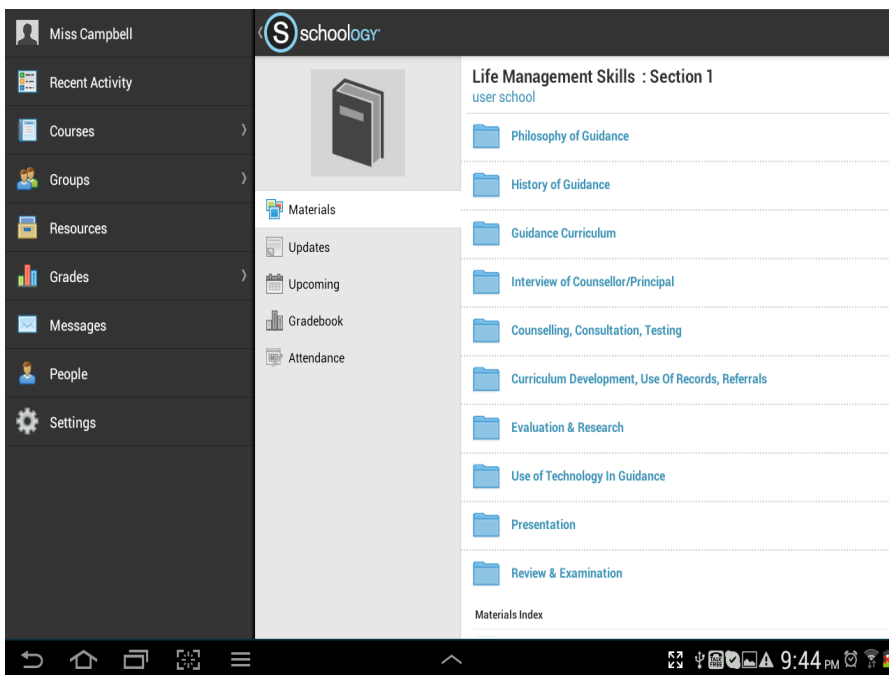 Miss Campbell
Recent Activity
Courses
Groups
Resources
Grades
Messages
People
Settings
S schoology
Materials
Updates
Upcoming
Gradebook
Attendance
Life Management Skills : Section 1
user school
Philosophy of Guidance
History of Guidance
Guidance Curriculum
Interview of Counsellor/Principal
Counselling, Consultation, Testing
Curriculum Development, Use Of Records, Referrals
Evaluation & Research
Use of Technology In Guidance
Presentation
Review & Examination
Materials Index
9:44 PM